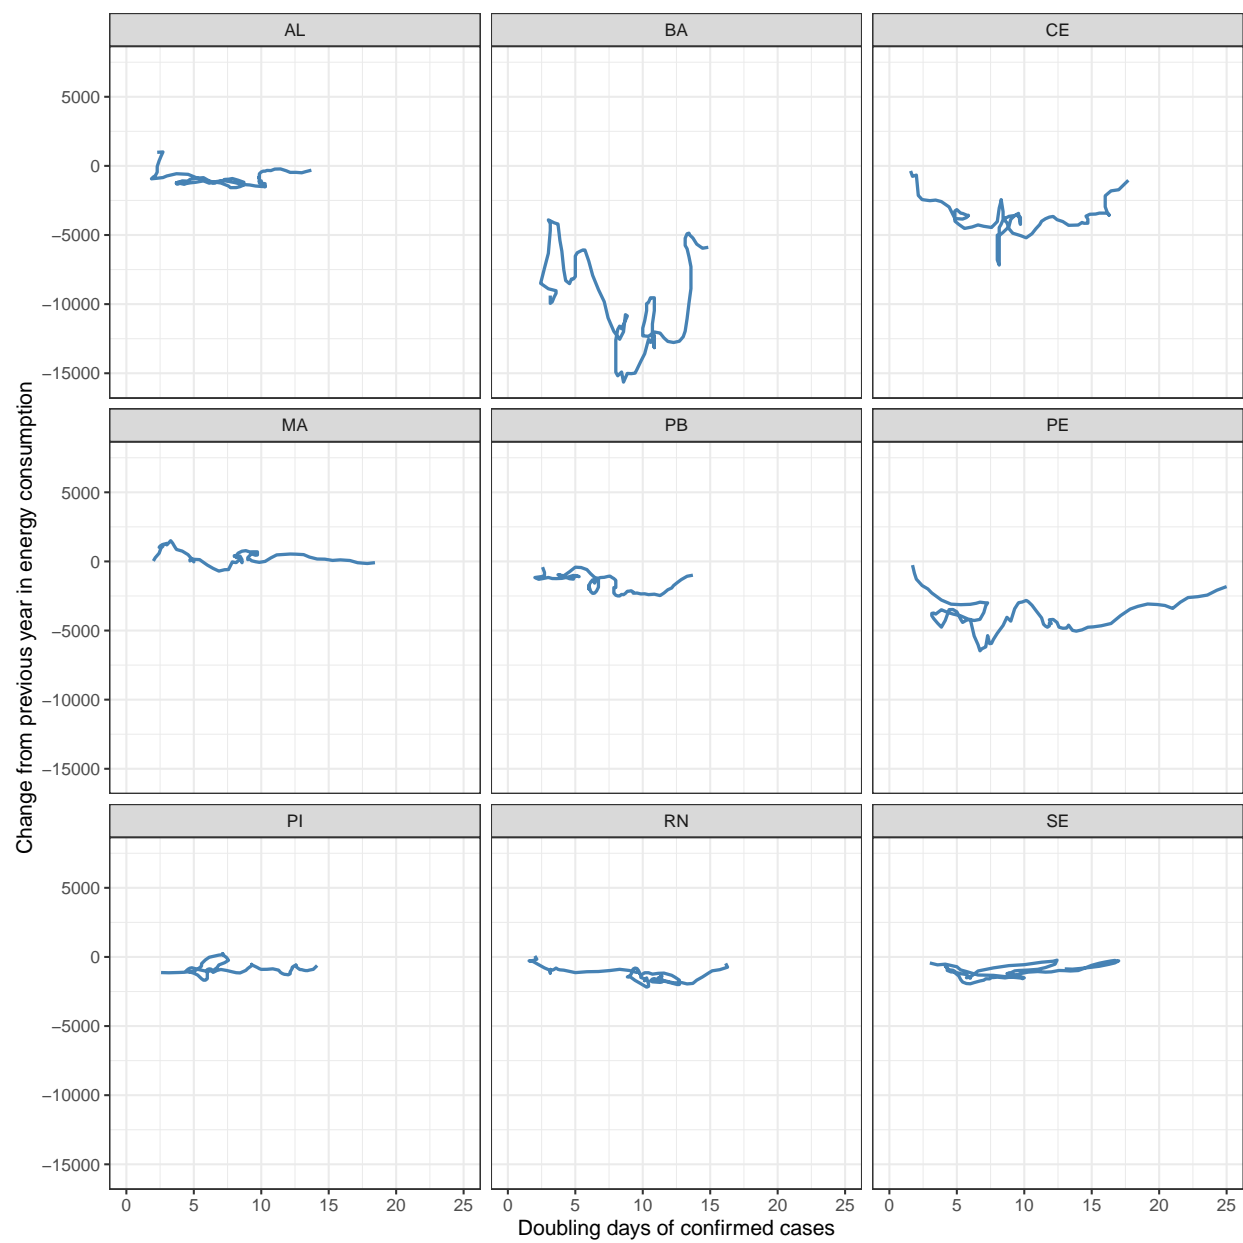 AL BA CE
5000
0
−5000
−10000
−15000
MA PB PE
5000
0
−5000
−10000
−15000
PI RN SE
5000
0
−5000
−10000
−15000
0 5 10 15 20 25 0 5 10 15 20 25 0 5 10 15 20 25
Doubling days of confirmed cases
Change from previous year in energy consumption